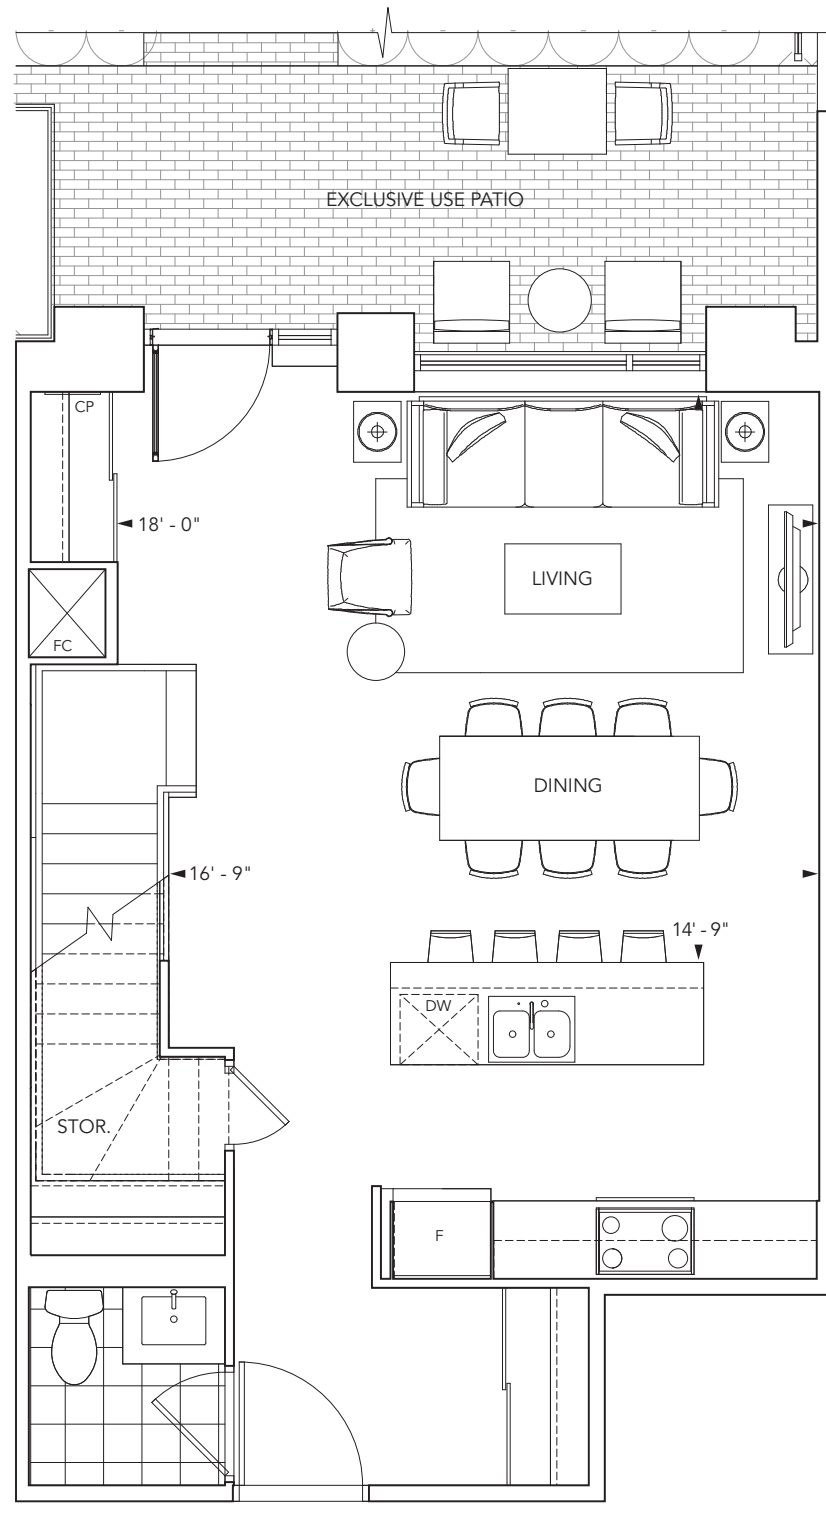 EXCLUSIVE USE PATIO
CP
18' - 0"
LIVING
FC
DINING
16' - 9"
14' - 9"
DW
STOR.
F